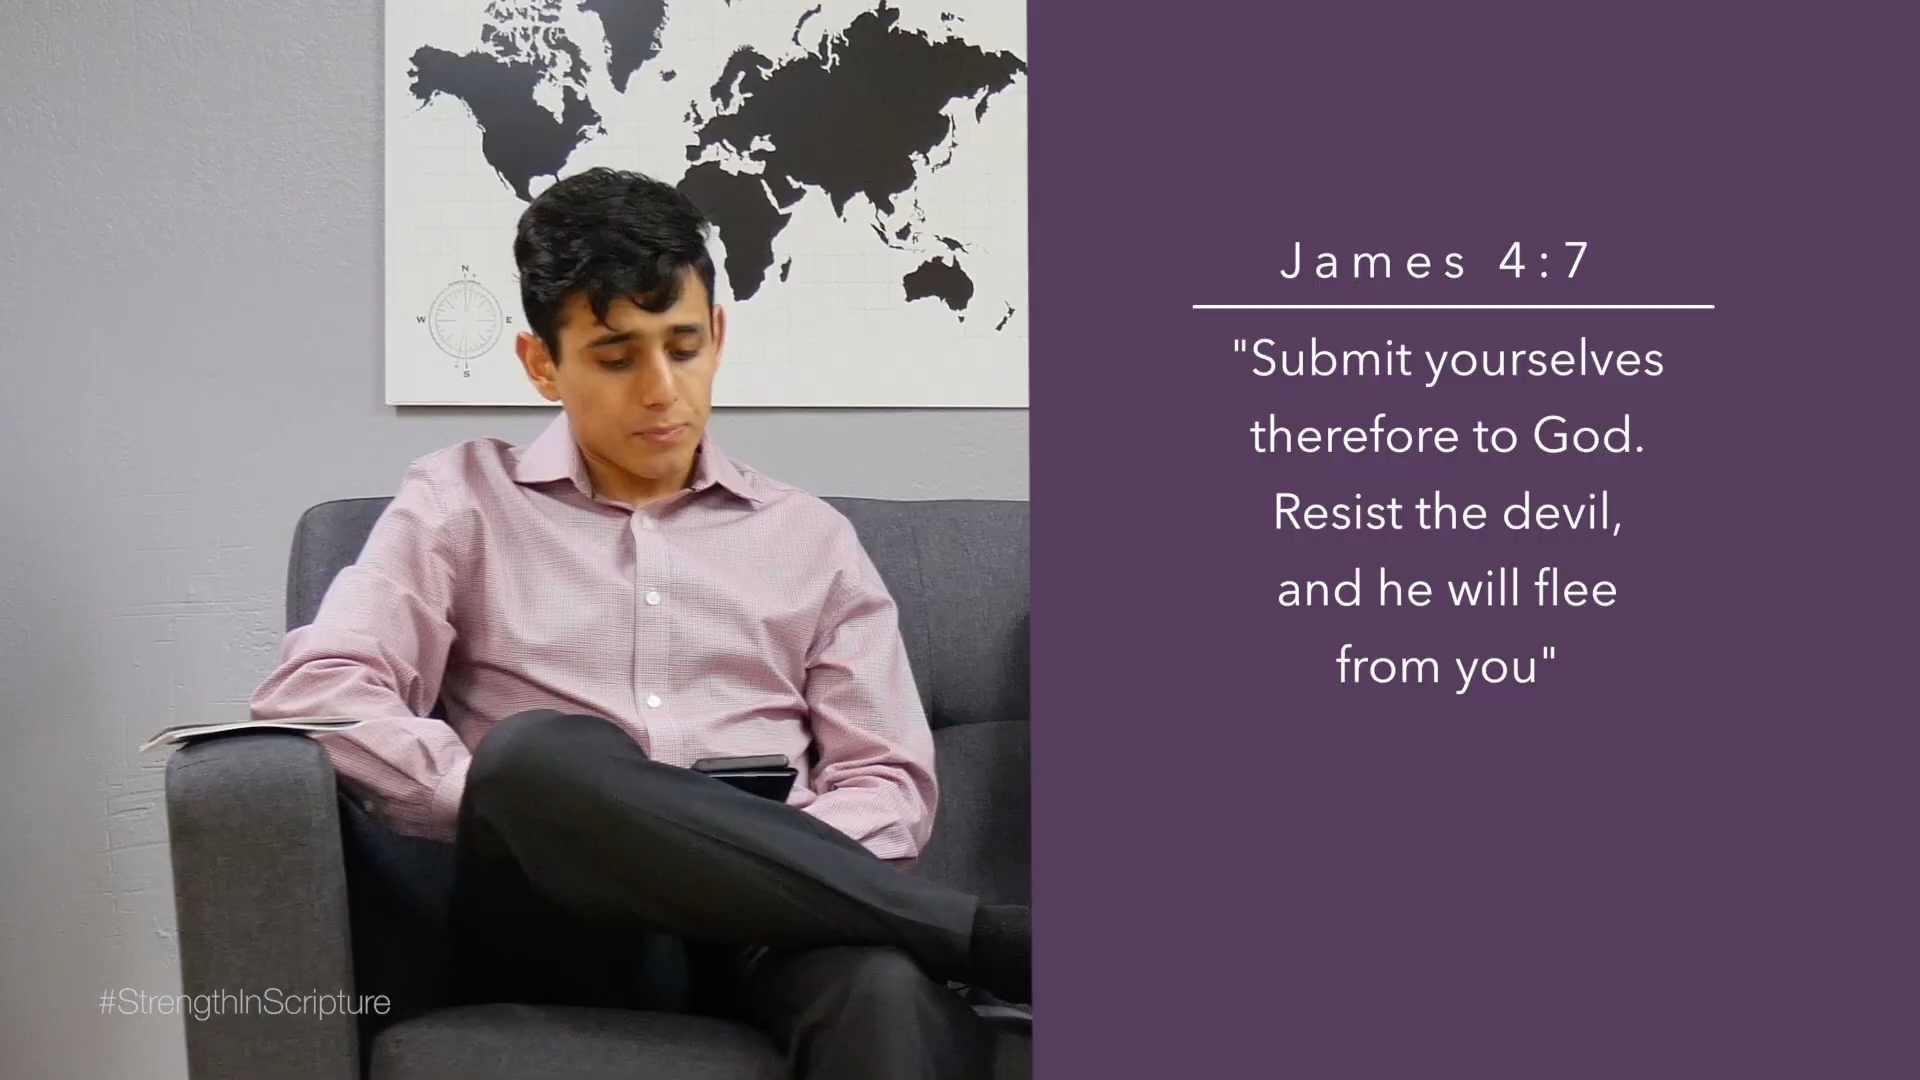 N
W E
S
James 4:7
"Submit yourselves
therefore to God.
Resist the devil,
and he will flee
from you"
#StrengthInScripture